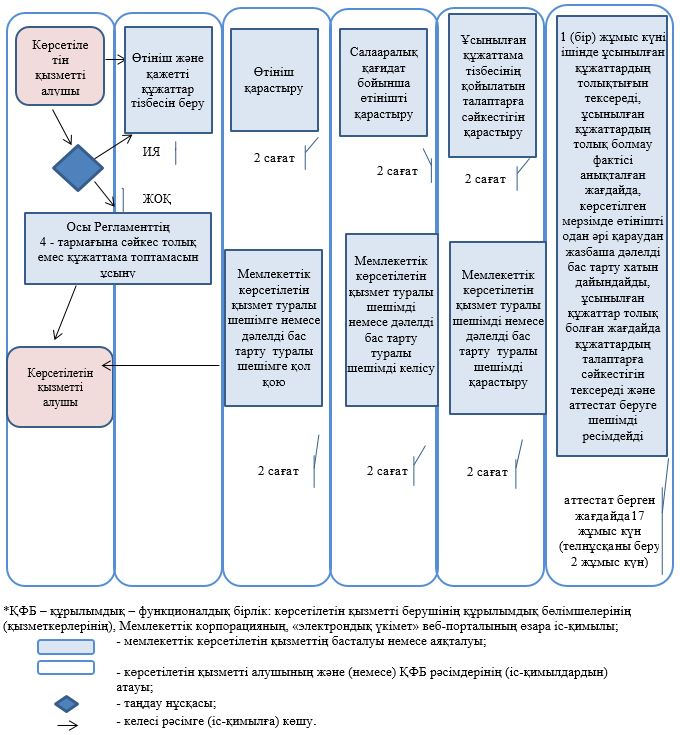 Көрсетіле
тін
қызметті
алушы
Өтініш және
қажетті
құжаттар
тізбесін беру
Өтініш
қарастыру
Салааралық
қағидат
бойынша
өтінішті
қарастыру
Ұсынылған
құжаттама
тізбесінің
қойылатын
талаптарға
сәйкестігін
қарастыру
1 (бір) жұмыс күні
ішінде ұсынылған
құжаттардың
толықтығын
тексереді,
ұсынылған
құжаттардың
толық болмау
фактісі
анықталған
жағдайда,
көрсетілген
мерзімде өтінішті
одан әрі қараудан
жазбаша дәлелді
бас тарту хатын
дайындайды,
ұсынылған
құжаттар толық
болған жағдайда
құжаттардың
талаптарға
сәйкестігін
тексереді және
аттестат беруге
шешімді
ресімдейді
ИЯ
2 сағат
2 сағат
2 сағат
ЖОҚ
Осы Регламенттің
4 - тармағына сәйкес толық
емес құжаттама топтамасын
ұсыну
Мемлекеттік
көрсетілетін
қызмет туралы
шешімге немесе
дәлелді бас
тарту туралы
шешімге қол
қою
Мемлекеттік
көрсетілетін
қызмет туралы
шешімді
немесе дәлелді
бас тарту
туралы
шешімді келісу
Мемлекеттік
көрсетілетін
қызмет туралы
шешімді немесе
дәлелді бас
тарту туралы
шешімді
қарастыру
Көрсетілетін
қызметті
алушы
2 сағат
2 сағат
2 сағат
аттестат берген
жағдайда17
жұмыс күн
(телнұсқаны беру
2 жұмыс күн)
*ҚФБ – құрылымдық – функционалдық бірлік: көрсетілетін қызметті берушінің құрылымдық бөлімшелерінің
(қызметкерлерінің), Мемлекеттік корпорацияның, «электрондық үкімет» веб-порталының өзара іс-қимылы;
- мемлекеттік көрсетілетін қызметтің басталуы немесе аяқталуы;
- көрсетілетін қызметті алушының және (немесе) ҚФБ рәсімдерінің (іс-қимылдардын)
атауы;
- таңдау нұсқасы;
- келесі рәсімге (іс-қимылға) көшу.